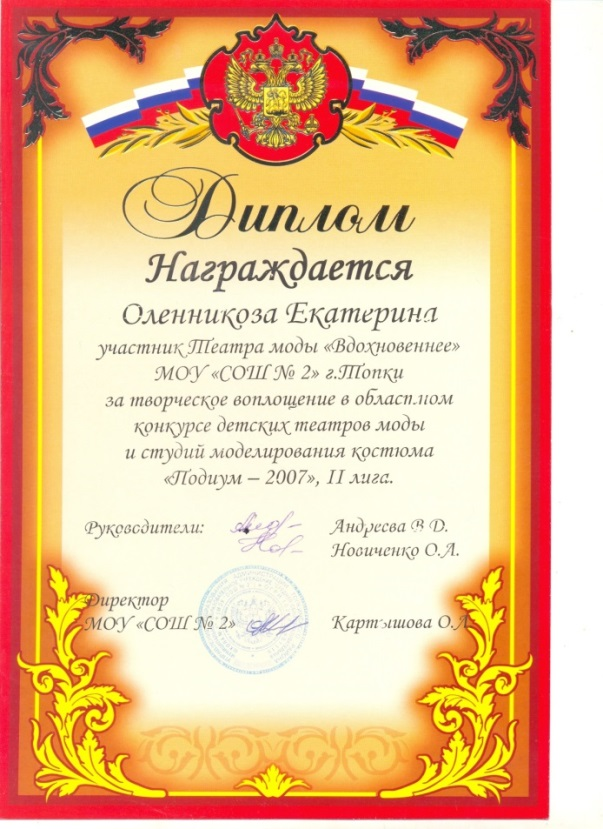 Диплом
Награждается
Оленникоза Екатерина
участник Театра моды «Вдохновеннее»
МОУ «СОШ № 2» г.Топки
за творческое воплощение в областном
конкурсе детских театров моды
и студий моделирования костюма
«Подиум – 2007», II лига.
Руководители: Андреева В Д.
Новиченко О.Л.
Директор
МОУ «СОШ № 2» Картышова О.Л